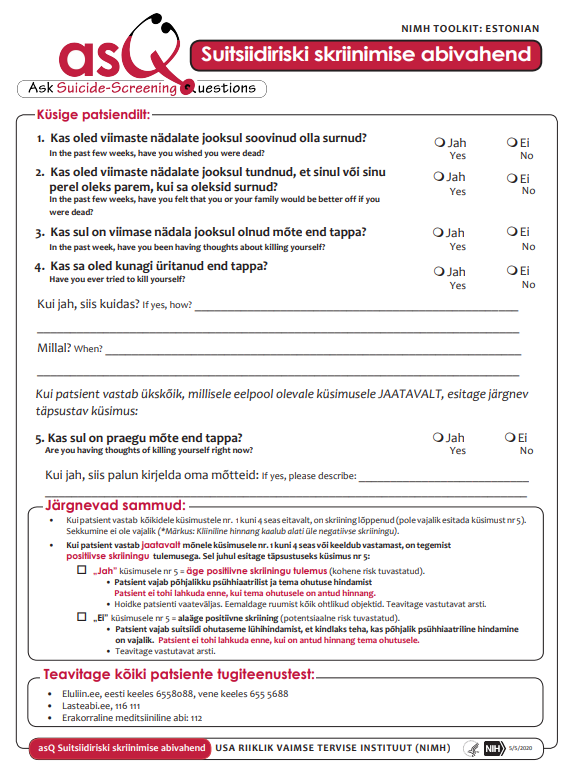 NIMH TOOLKIT: ESTONIAN
asQ
Suitsiidiriski skriinimise abivahend
Ask Suicide-Screening Questions
Küsige patsiendilt:
1. Kas oled viimaste nädalate jooksul soovinud olla surnud?
Jah
Ei
In the past few weeks, have you wished you were dead?
Yes
No
2. Kas oled viimaste nädalate jooksul tundnud, et sinul või sinu
perel oleks parem, kui sa oleksid surnud?
Jah
Ei
In the past few weeks, have you felt that you or your family would be better off if you
were dead?
Yes
No
3. Kas sul on viimase nädala jooksul olnud mõte end tappa?
Jah
Ei
In the past week, have you been having thoughts about killing yourself?
Yes
No
4. Kas sa oled kunagi üritanud end tappa?
Jah
Ei
Have you ever tried to kill yourself?
Yes
No
Kui jah, siis kuidas? If yes, how?
Millal? When?
Kui patsient vastab ükskõik, millisele eelpool olevale küsimusele JAATAVALT, esitage järgnev
täpsustav küsimus:
5. Kas sul on praegu mõte end tappa?
Jah
Ei
Are you having thoughts of killing yourself right now?
Yes
No
Kui jah, siis palun kirjelda oma mõtteid: If yes, please describe:
Järgnevad sammud:
• Kui patsient vastab kõikidele küsimustele nr. 1 kuni 4 seas eitavalt, on skriining lõppenud (pole vajalik esitada küsimust nr 5).
Sekkumine ei ole vajalik (*Märkus: Kliiniline hinnang kaalub alati üle negatiivse skriiningu).
• Kui patsient vastab jaatavalt mõnele küsimusele nr. 1 kuni 4 seas või keeldub vastamast, on tegemist
positiivse skriiningu tulemusega. Sel juhul esitage täpsustuseks küsimus nr 5:
„Jah" küsimusele nr 5 = äge positiivne skriiningu tulemus (kohene risk tuvastatud).
• Patsient vajab põhjalikku psühhiaatrilist ja tema ohutuse hindamist
Patsient ei tohi lahkuda enne, kui tema ohutusele on antud hinnang.
• Hoidke patsienti vaateväljas. Eemaldage ruumist kõik ohtlikud objektid. Teavitage vastutavat arsti.
„Ei" küsimusele nr 5 = alaäge positiivne skriining (potentsiaalne risk tuvastatud).
• Patsient vajab suitsiidi ohutaseme lühihindamist, et kindlaks teha, kas põhjalik psühhiaatriline hindamine
on vajalik. Patsient ei tohi lahkuda enne, kui on antud hinnang tema ohutusele.
• Teavitage vastutavat arsti.
Teavitage kõiki patsiente tugiteenustest:
• Eluliin.ee, eesti keeles 6558088, vene keeles 655 5688
• Lasteabi.ee, 116 111
• Erakorraline meditsiiniline abi: 112
asQ Suitsiidiriski skriinimise abivahend
USA RIIKLIK VAIMSE TERVISE INSTITUUT (NIMH)
NIH
5/5/2020